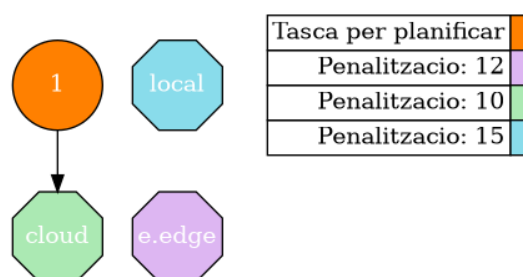 1
local
cloud
e.edge
Tasca per planificar
Penalitzacio: 12
Penalitzacio: 10
Penalitzacio: 15